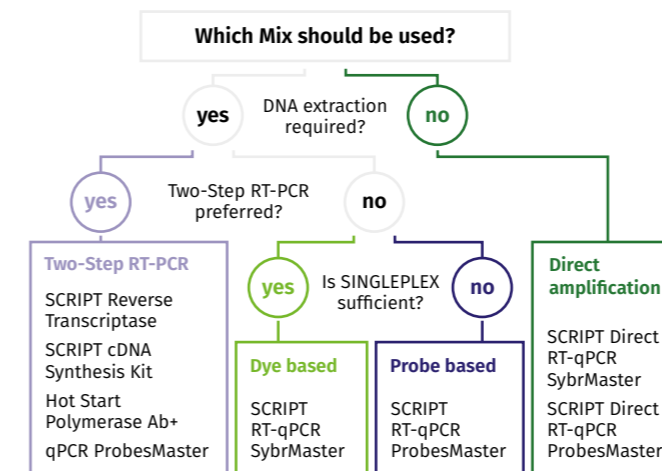 Which Mix should be used?
yes
DNA extraction
required?
no
yes
Two-Step RT-PCR
preferred?
no
Two-Step RT-PCR
SCRIPT Reverse
Transcriptase
SCRIPT cDNA
Synthesis Kit
Hot Start
Polymerase Ab+
qPCR ProbesMaster
yes
Is SINGLEPLEX
sufficient?
no
Dye based
SCRIPT
RT-qPCR
SybrMaster
Probe based
SCRIPT
RT-qPCR
ProbesMaster
Direct
amplification
SCRIPT Direct
RT-qPCR
SybrMaster
SCRIPT Direct
RT-qPCR
ProbesMaster